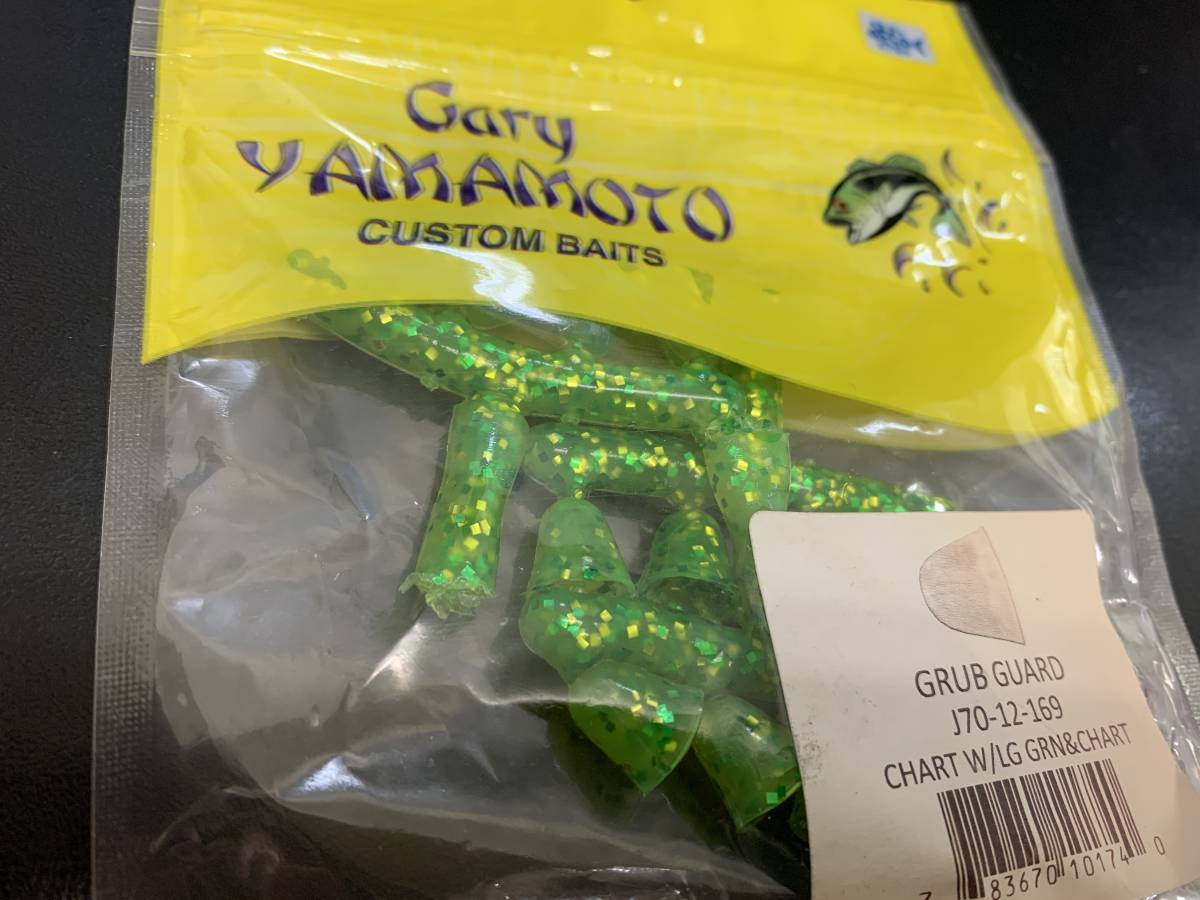 Gary
YAMAMOTO
CUSTOM BAITS
GRUB GUARD
J70-12-169
CHART W/LG GRN&CHART
83670 10174 0